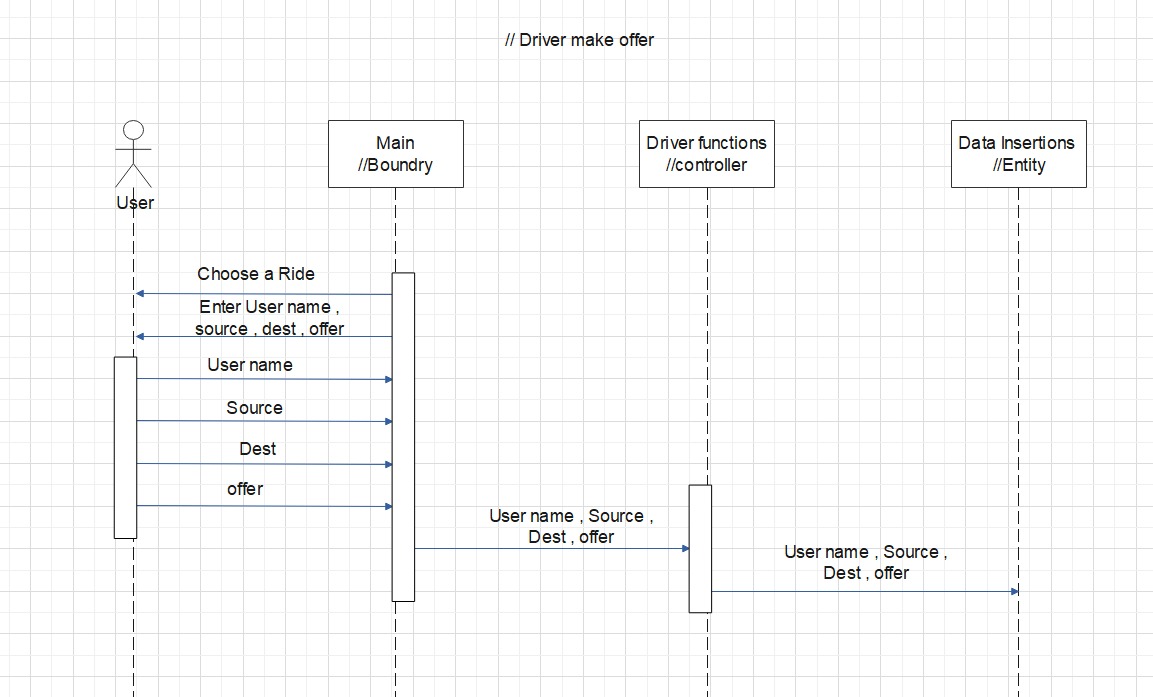 // Driver make offer
User
Main
//Boundry
Driver functions
//controller
Data Insertions
//Entity
Choose a Ride
Enter User name ,
source , dest , offer
User name
Source
Dest
offer
User name , Source ,
Dest , offer
User name , Source ,
Dest , offer